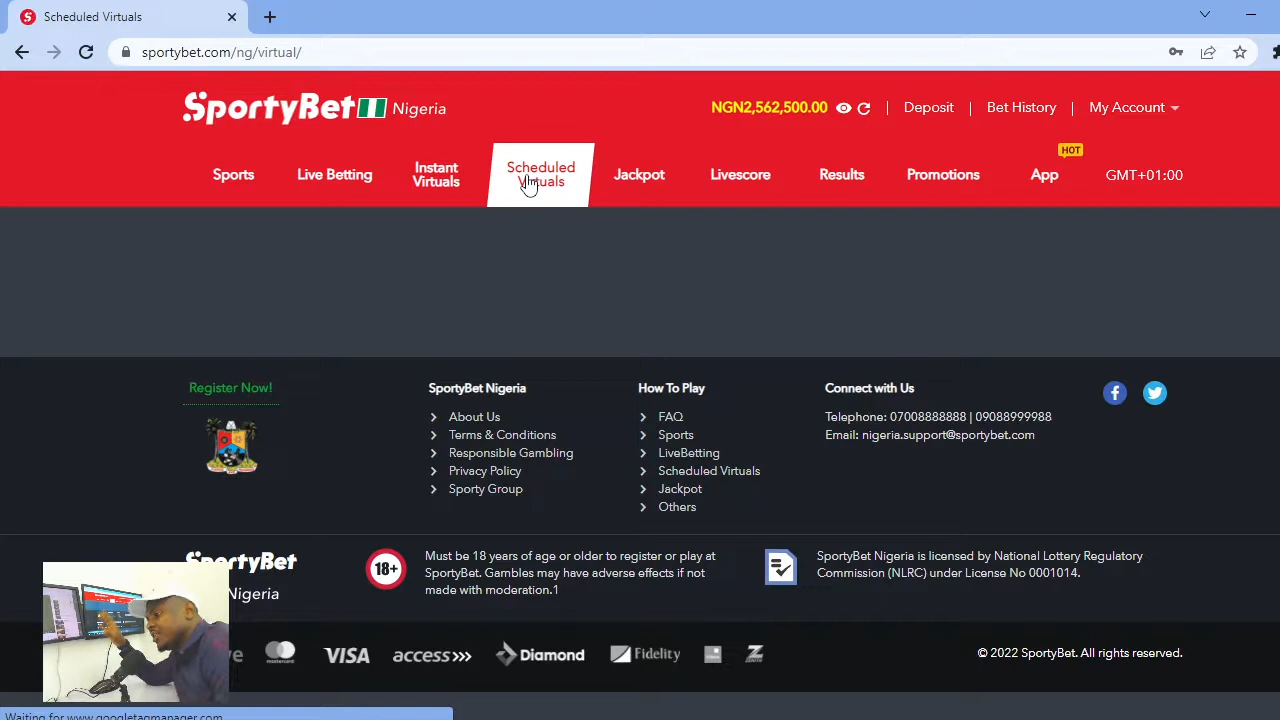 Scheduled Virtuals
sportybet.com/ng/virtual/
SportyBet Nigeria
NGN2,562,500.00
Deposit
Bet History
My Account
HOT
Sports
Live Betting
Instant
Virtuals
Scheduled
Virtuals
Jackpot
Livescore
Results
Promotions
App
GMT+01:00
Register Now!
SportyBet Nigeria
About Us
Terms & Conditions
Responsible Gambling
Privacy Policy
Sporty Group
How To Play
FAQ
Sports
LiveBetting
Scheduled Virtuals
Jackpot
Others
Connect with Us
Telephone: 07008888888 | 09088999988
Email: nigeria.support@sportybet.com
SportyBet
Nigeria
18+
Must be 18 years of age or older to register or play at
SportyBet. Gambles may have adverse effects if not
made with moderation.1
SportyBet Nigeria is licensed by National Lottery Regulatory
Commission (NLRC) under License No 0001014.
mastercard
VISA
access
Diamond
Fidelity
ZENITH
© 2022 SportyBet. All rights reserved.
Waiting for www.googletagmanager.com